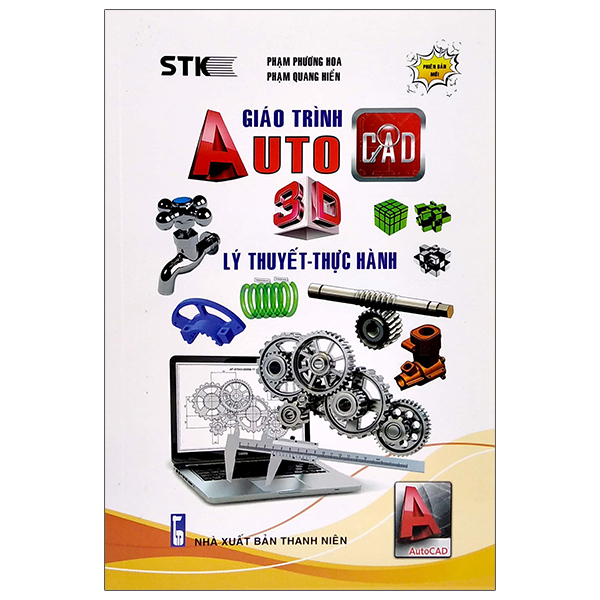 STK
PHẠM PHƯƠNG HOA
PHẠM QUANG HIỂN
PHIÊN BẢN
MỚI
GIÁO TRÌNH
AUTO CAD
3D
LÝ THUYẾT-THỰC HÀNH
NHÀ XUẤT BẢN THANH NIÊN
A
AutoCAD